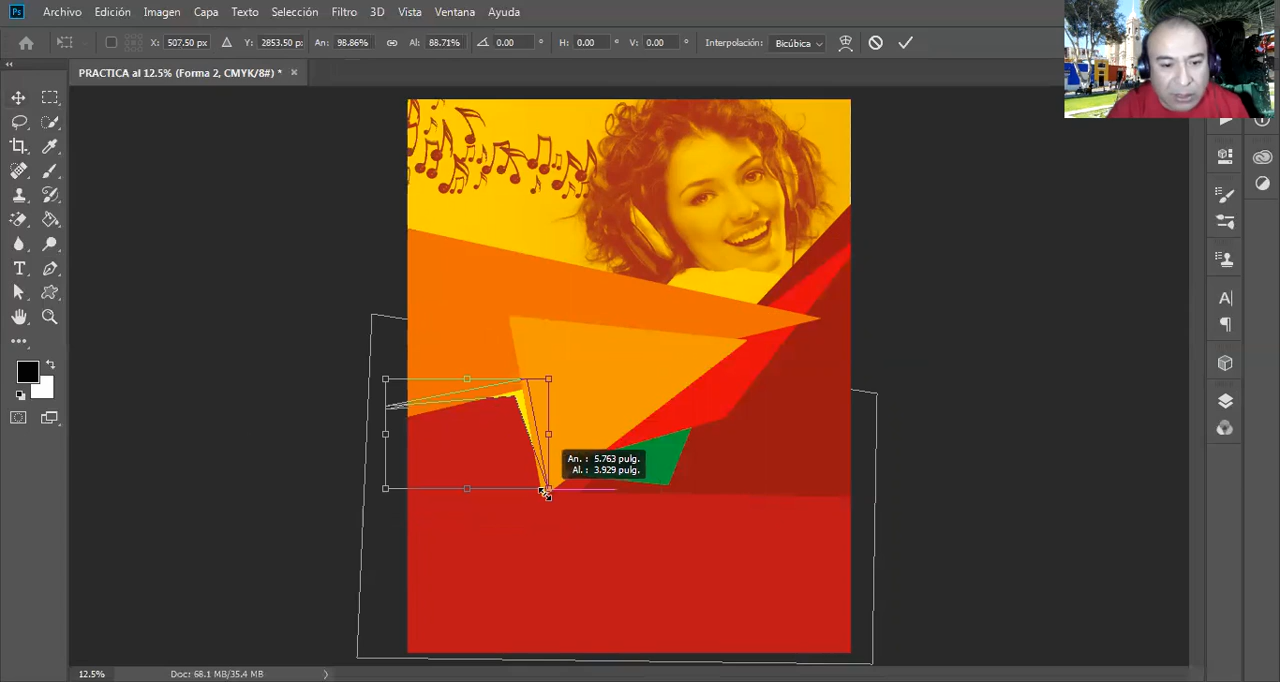 Ps Archivo Edición Imagen Capa Texto Selección Filtro 3D Vista Ventana Ayuda
X: 507.50 px Y: 2853.50 px An: 98.86% Al: 88.71% 0.00 ° H: 0.00 ° V: 0.00 ° Interpolación: Bicúbica
PRACTICA al 12.5% (Forma 2, CMYK/8#) * ×
An. : 5.763 pulg.
Al. : 3.929 pulg.
12.5% Doc: 68.1 MB/35.4 MB